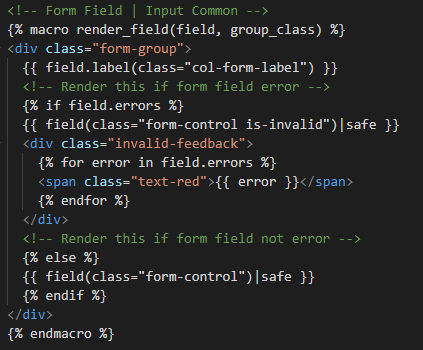 <!-- Form Field | Input Common -->
{% macro render_field(field, group_class) %}
<div class="form-group">
  {{ field.label(class="col-form-label") }}
  <!-- Render this if form field error -->
  {% if field.errors %}
  {{ field(class="form-control is-invalid")|safe }}
  <div class="invalid-feedback">
    {% for error in field.errors %}
    <span class="text-red">{{ error }}</span>
    {% endfor %}
  </div>
  <!-- Render this if form field not error -->
  {% else %}
  {{ field(class="form-control")|safe }}
  {% endif %}
</div>
{% endmacro %}